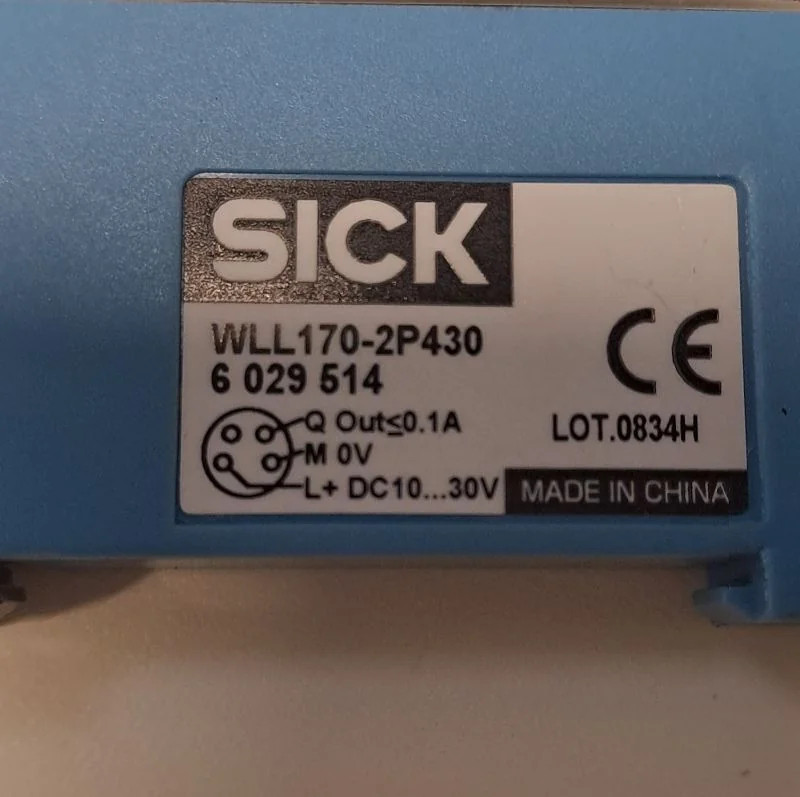 SICK
WLL170-2P430
6 029 514
CE
Q Out≤0.1A
M 0V
L+ DC10...30V
LOT.0834H
MADE IN CHINA